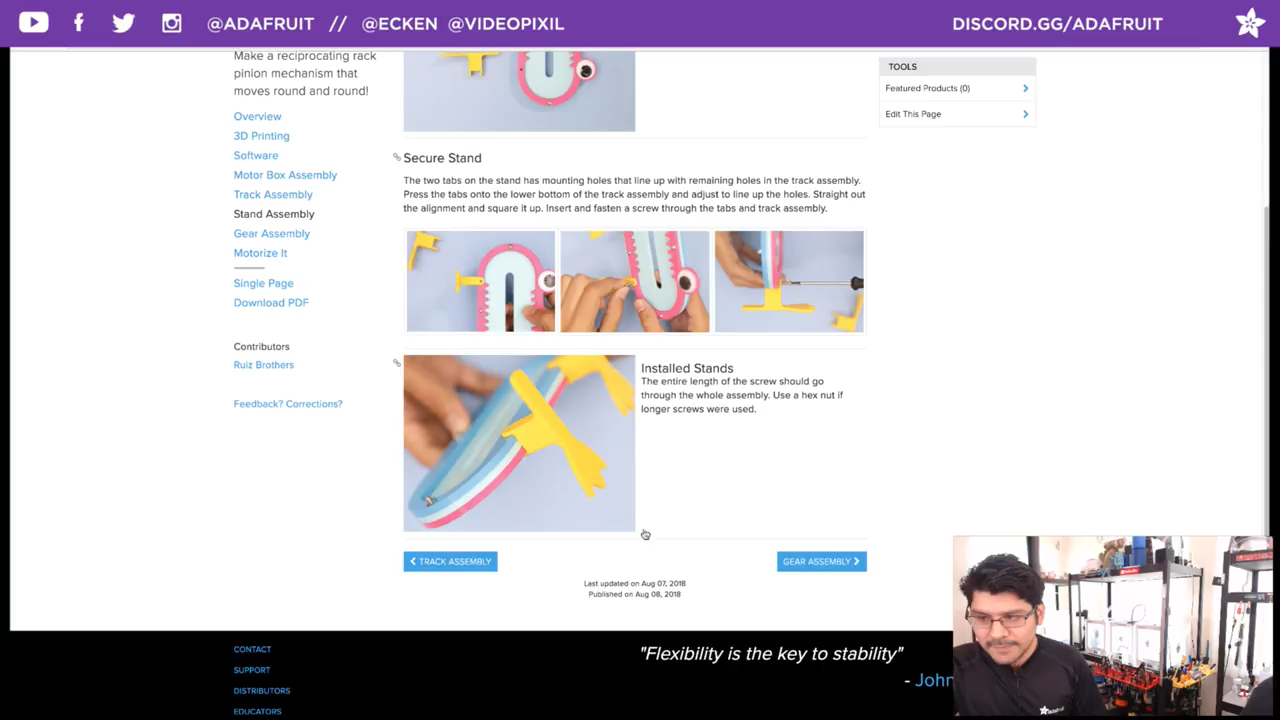 @ADAFRUIT // @ECKEN @VIDEOPIXIL
DISCORD.GG/ADAFRUIT
Make a reciprocating rack
pinion mechanism that
moves round and round!
Overview
3D Printing
Software
Motor Box Assembly
Track Assembly
Stand Assembly
Gear Assembly
Motorize It
Single Page
Download PDF
Contributors
Ruiz Brothers
Feedback? Corrections?
Secure Stand
The two tabs on the stand has mounting holes that line up with remaining holes in the track assembly.
Press the tabs onto the lower bottom of the track assembly and adjust to line up the holes. Straight out
the alignment and square it up. Insert and fasten a screw through the tabs and track assembly.
Installed Stands
The entire length of the screw should go
through the whole assembly. Use a hex nut if
longer screws were used.
TRACK ASSEMBLY
GEAR ASSEMBLY
Last updated on Aug 07, 2018
Published on Aug 08, 2018
TOOLS
Featured Products (0)
Edit This Page
CONTACT
SUPPORT
DISTRIBUTORS
EDUCATORS
"Flexibility is the key to stability"
- John